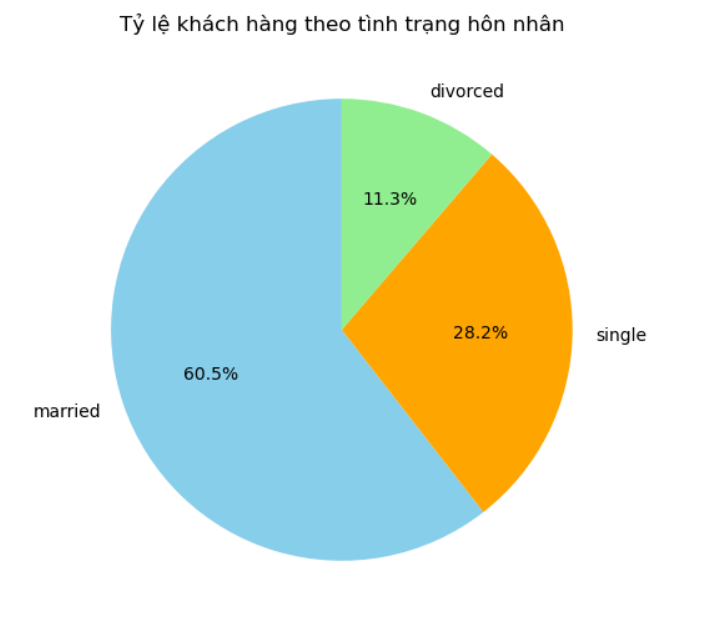 Tỷ lệ khách hàng theo tình trạng hôn nhân
divorced
11.3%
28.2%
single
60.5%
married